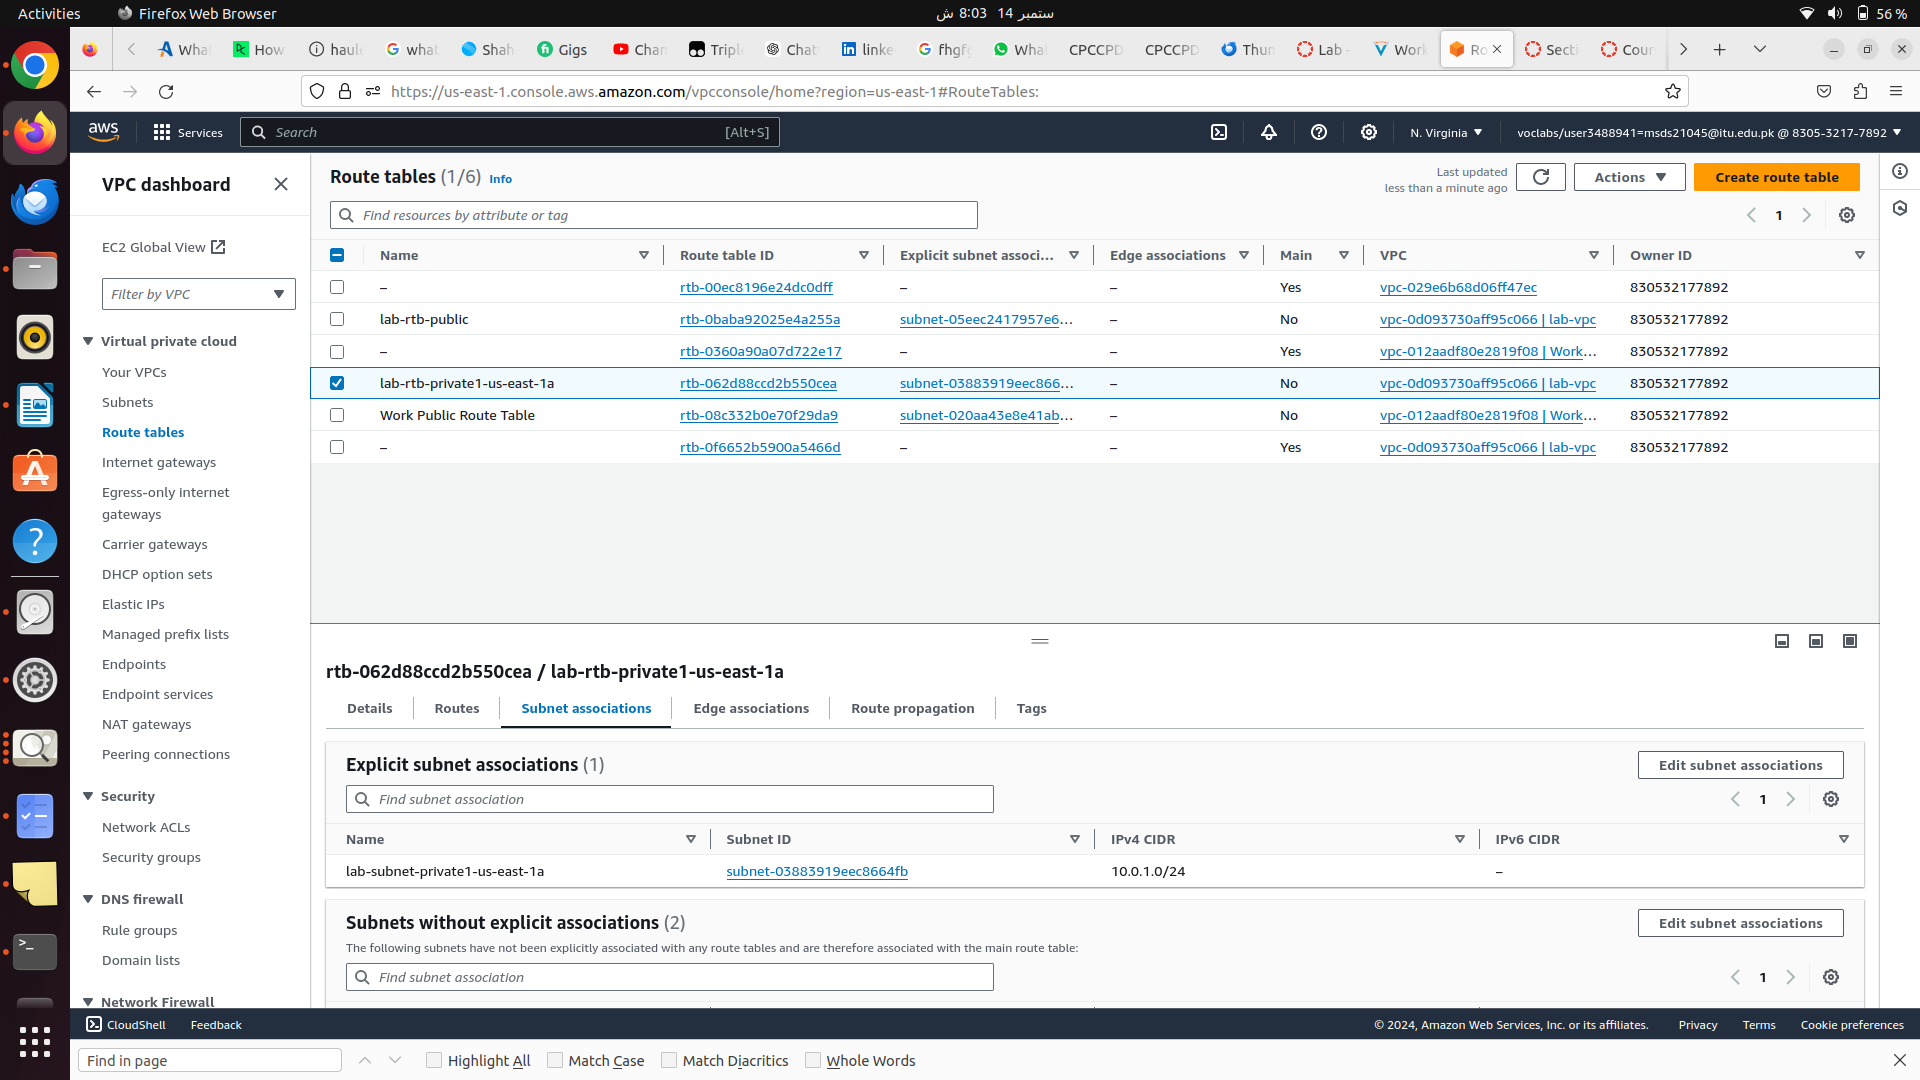 Activities
Firefox Web Browser
ستمبر 14  8:03 ش
56 %
What
How
haule
what
Shah
Gigs
Chan
Triple
Chat
linke
fhgfg
What
CPCCPD
CPCCPD
Thun
Lab -
Work
Ro
Secti
Cour
https://us-east-1.console.aws.amazon.com/vpcconsole/home?region=us-east-1#RouteTables:
aws
Services
Search
[Alt+S]
N. Virginia
voclabs/user3488941=msds21045@itu.edu.pk @ 8305-3217-7892
VPC dashboard
EC2 Global View
Filter by VPC
Virtual private cloud
Your VPCs
Subnets
Route tables
Internet gateways
Egress-only internet
gateways
Carrier gateways
DHCP option sets
Elastic IPs
Managed prefix lists
Endpoints
Endpoint services
NAT gateways
Peering connections
Security
Network ACLs
Security groups
DNS firewall
Rule groups
Domain lists
Network Firewall
Route tables (1/6) Info
Last updated
less than a minute ago
Actions
Create route table
Find resources by attribute or tag
1
Name Route table ID Explicit subnet associ... Edge associations Main VPC Owner ID
– rtb-00ec8196e24dc0dff – – Yes vpc-029e6b68d06ff47ec 830532177892
lab-rtb-public rtb-0baba92025e4a255a subnet-05eec2417957e6... – No vpc-0d093730aff95c066 | lab-vpc 830532177892
– rtb-0360a90a07d722e17 – – Yes vpc-012aadf80e2819f08 | Work... 830532177892
lab-rtb-private1-us-east-1a rtb-062d88ccd2b550cea subnet-03883919eec866... – No vpc-0d093730aff95c066 | lab-vpc 830532177892
Work Public Route Table rtb-08c332b0e70f29da9 subnet-020aa43e8e41ab... – No vpc-012aadf80e2819f08 | Work... 830532177892
– rtb-0f6652b5900a5466d – – Yes vpc-0d093730aff95c066 | lab-vpc 830532177892
rtb-062d88ccd2b550cea / lab-rtb-private1-us-east-1a
Details
Routes
Subnet associations
Edge associations
Route propagation
Tags
Explicit subnet associations (1)
Edit subnet associations
Find subnet association
1
Name Subnet ID IPv4 CIDR IPv6 CIDR
lab-subnet-private1-us-east-1a subnet-03883919eec8664fb 10.0.1.0/24 –
Subnets without explicit associations (2)
Edit subnet associations
The following subnets have not been explicitly associated with any route tables and are therefore associated with the main route table:
Find subnet association
1
CloudShell
Feedback
© 2024, Amazon Web Services, Inc. or its affiliates.
Privacy
Terms
Cookie preferences
Find in page
Highlight All
Match Case
Match Diacritics
Whole Words